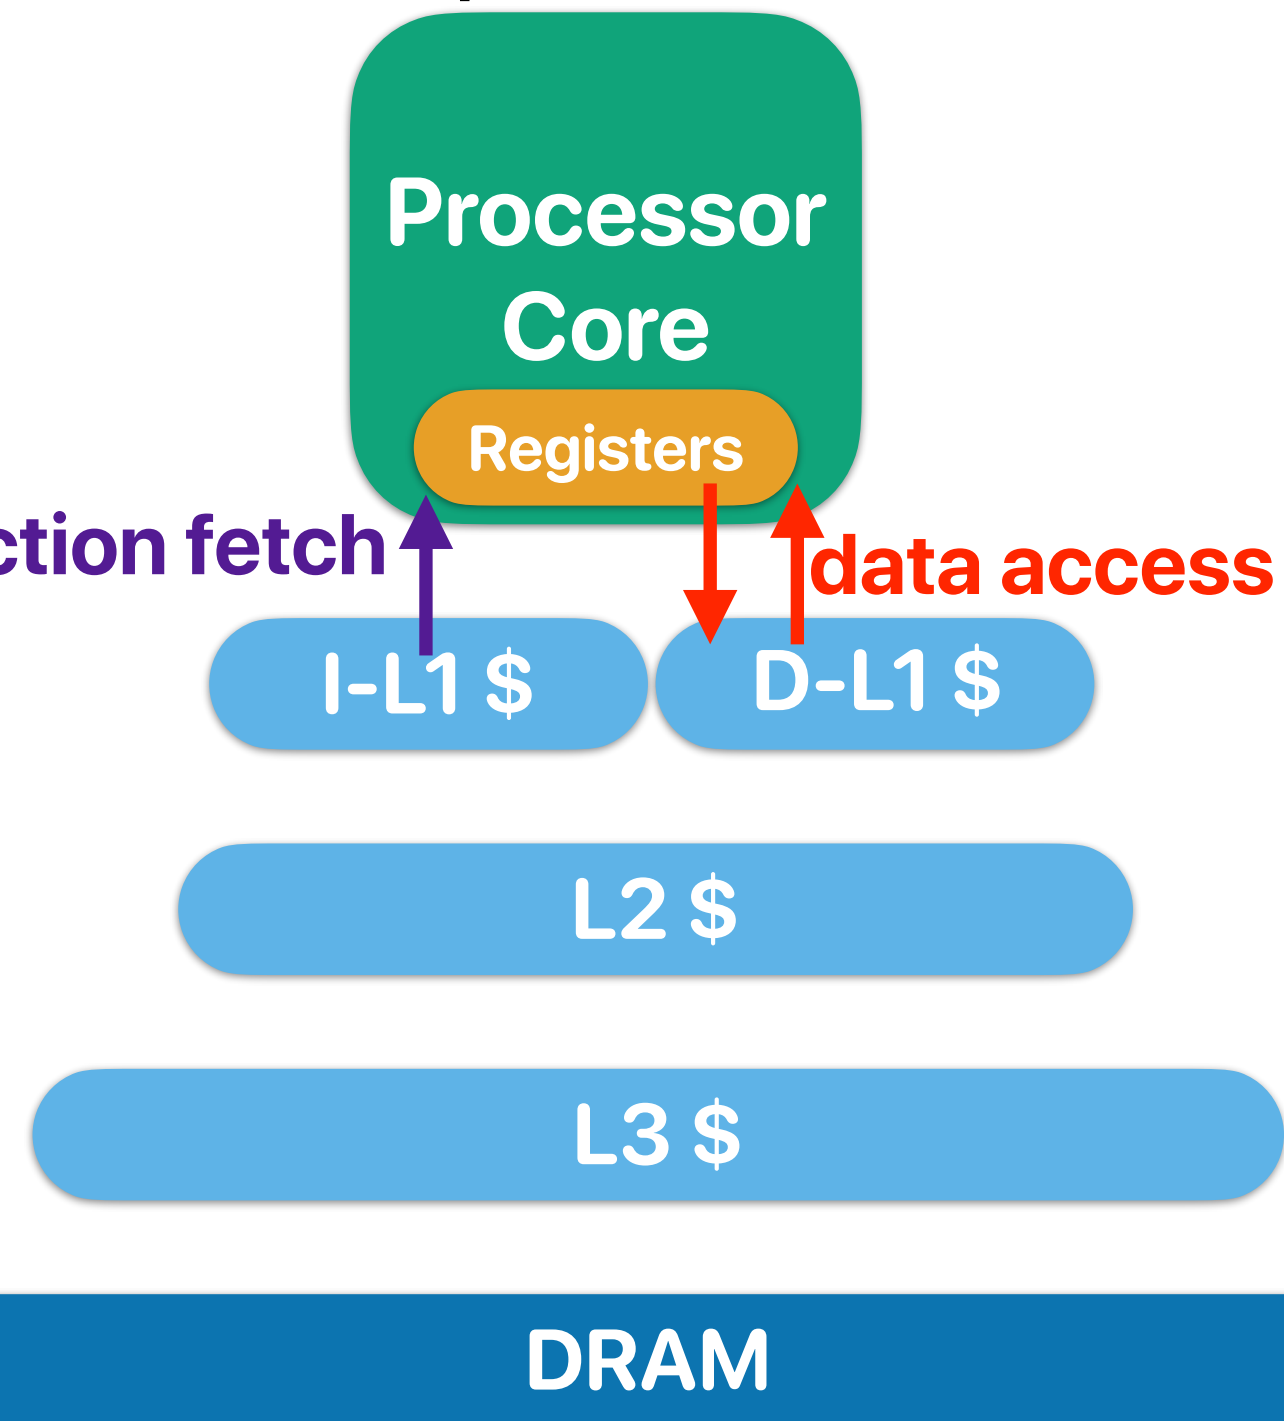 Processor
Core
Registers
ction fetch
data access
I-L1 $
D-L1 $
L2 $
L3 $
DRAM